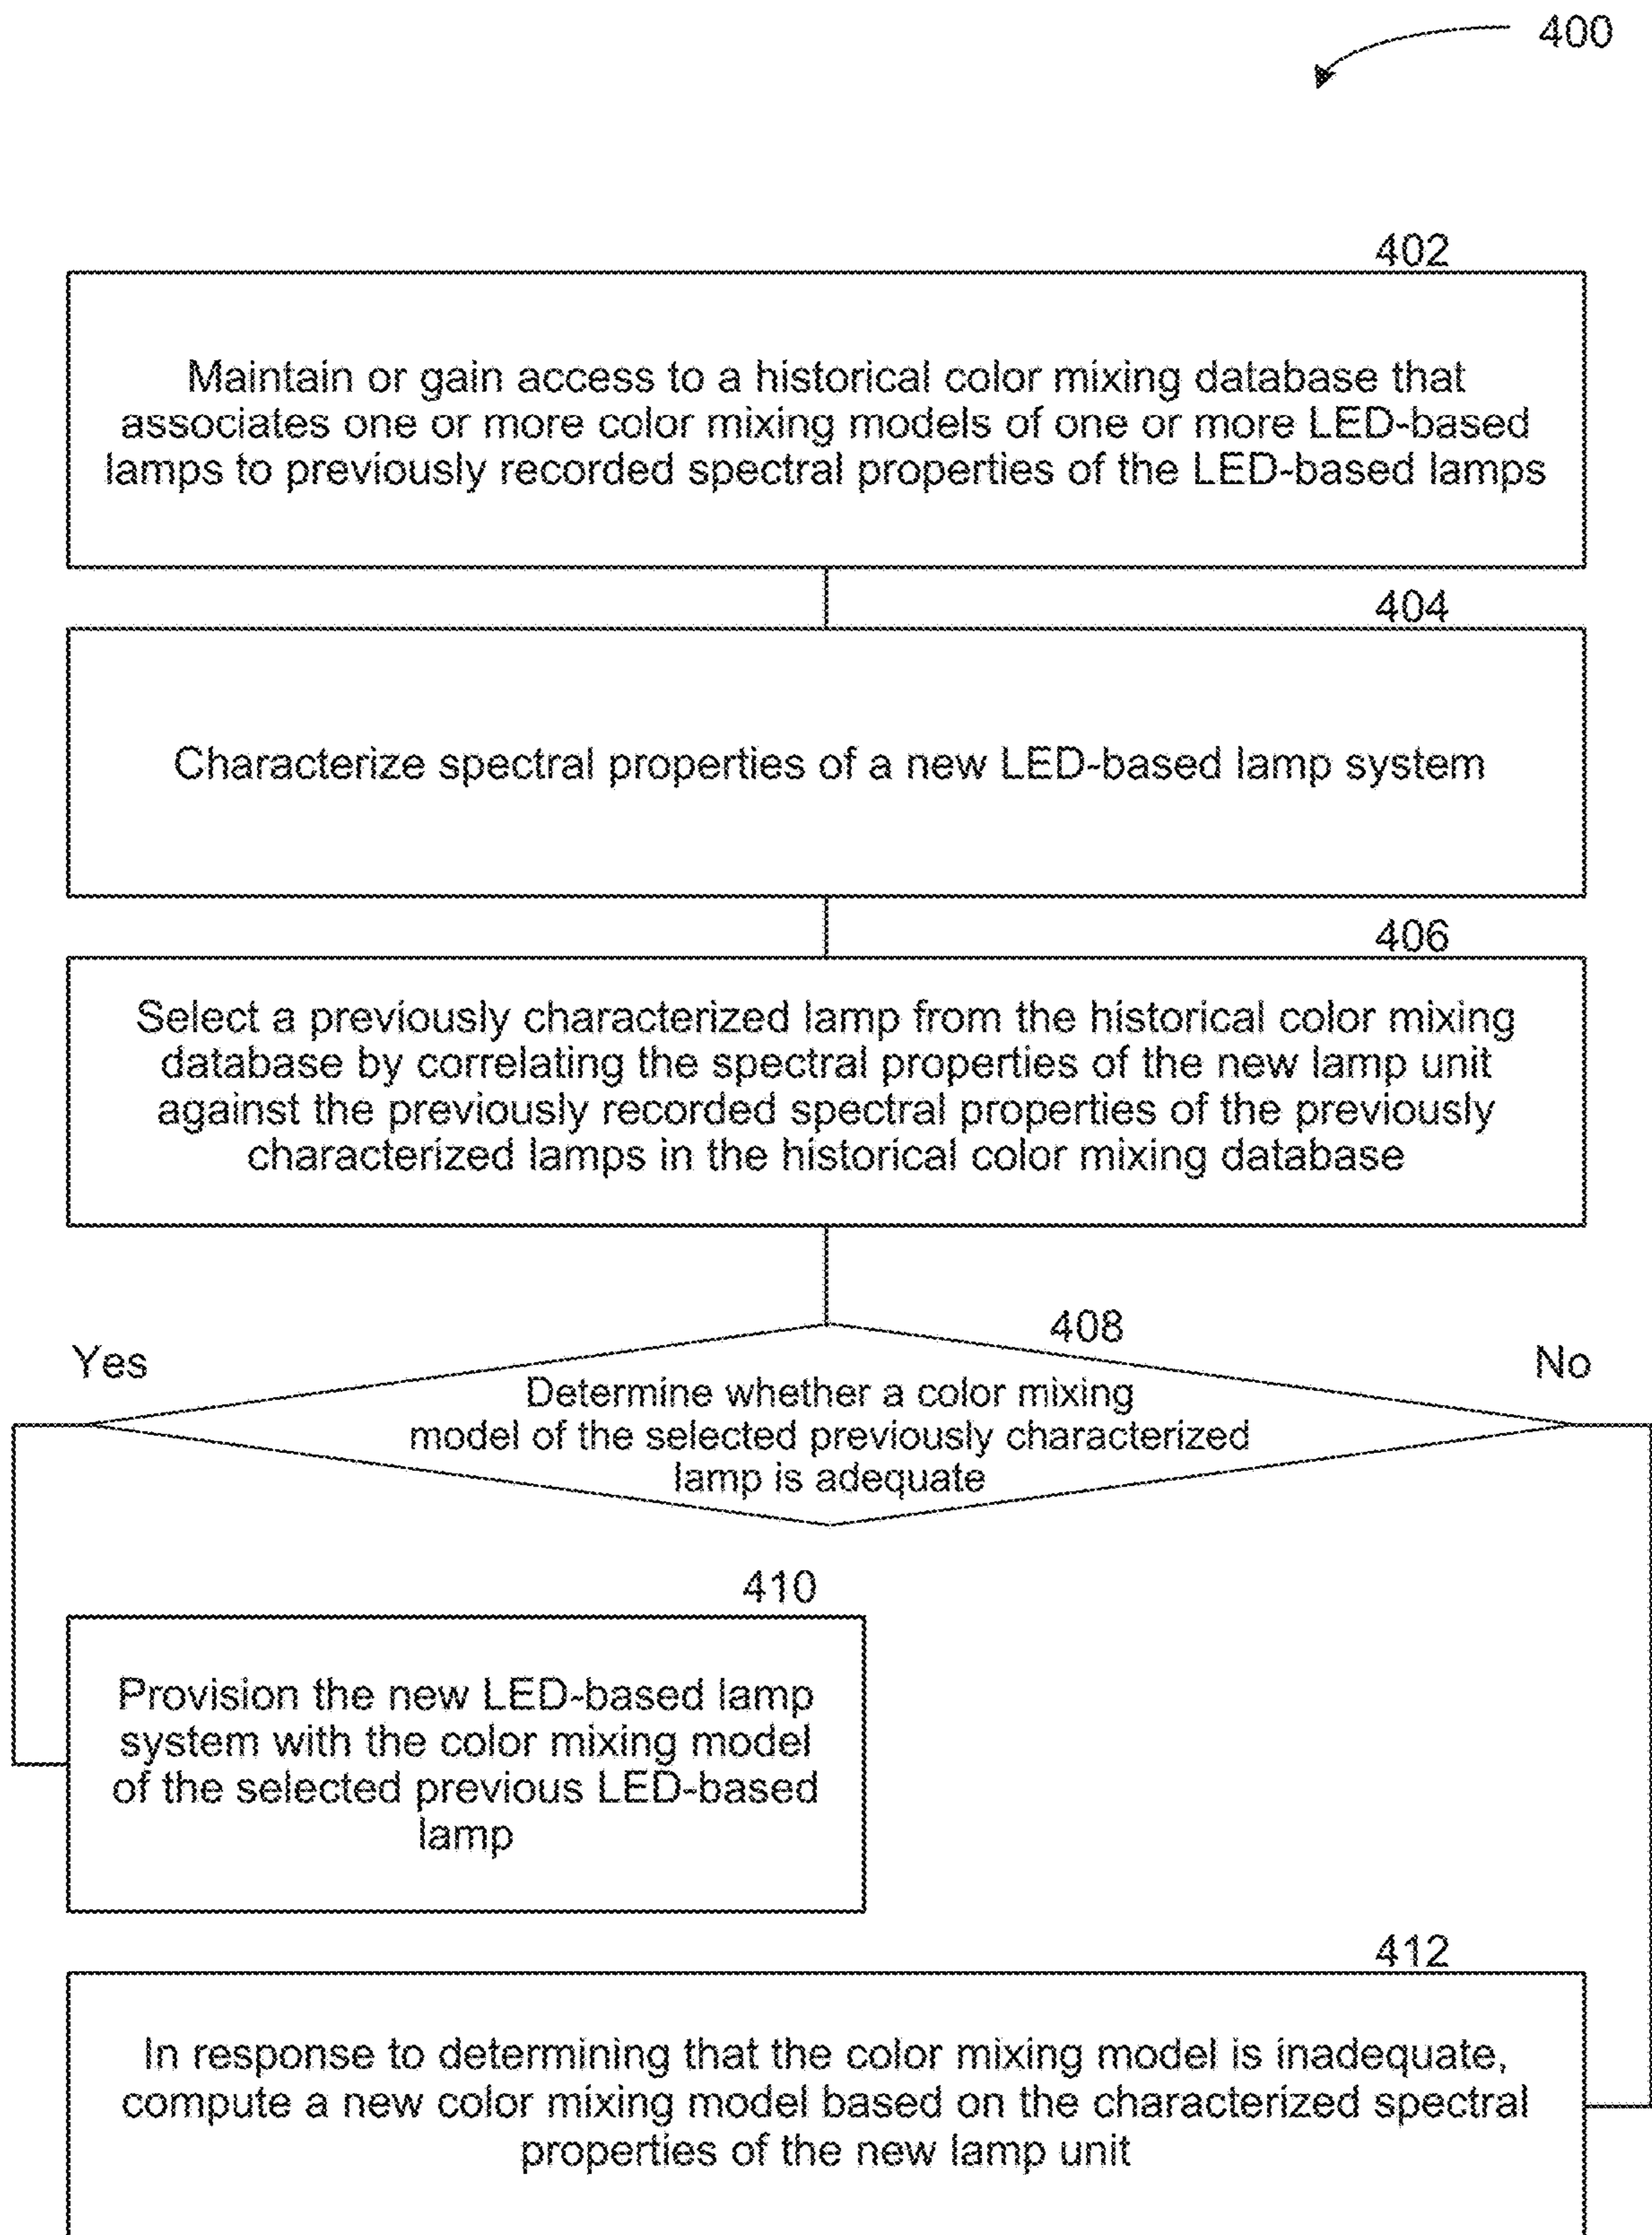 400
402
Maintain or gain access to a historical color mixing database that
associates one or more color mixing models of one or more LED-based
lamps to previously recorded spectral properties of the LED-based lamps
404
Characterize spectral properties of a new LED-based lamp system
406
Select a previously characterized lamp from the historical color mixing
database by correlating the spectral properties of the new lamp unit
against the previously recorded spectral properties of the previously
characterized lamps in the historical color mixing database
408
Yes
No
Determine whether a color mixing
model of the selected previously characterized
lamp is adequate
410
Provision the new LED-based lamp
system with the color mixing model
of the selected previous LED-based
lamp
412
In response to determining that the color mixing model is inadequate,
compute a new color mixing model based on the characterized spectral
properties of the new lamp unit